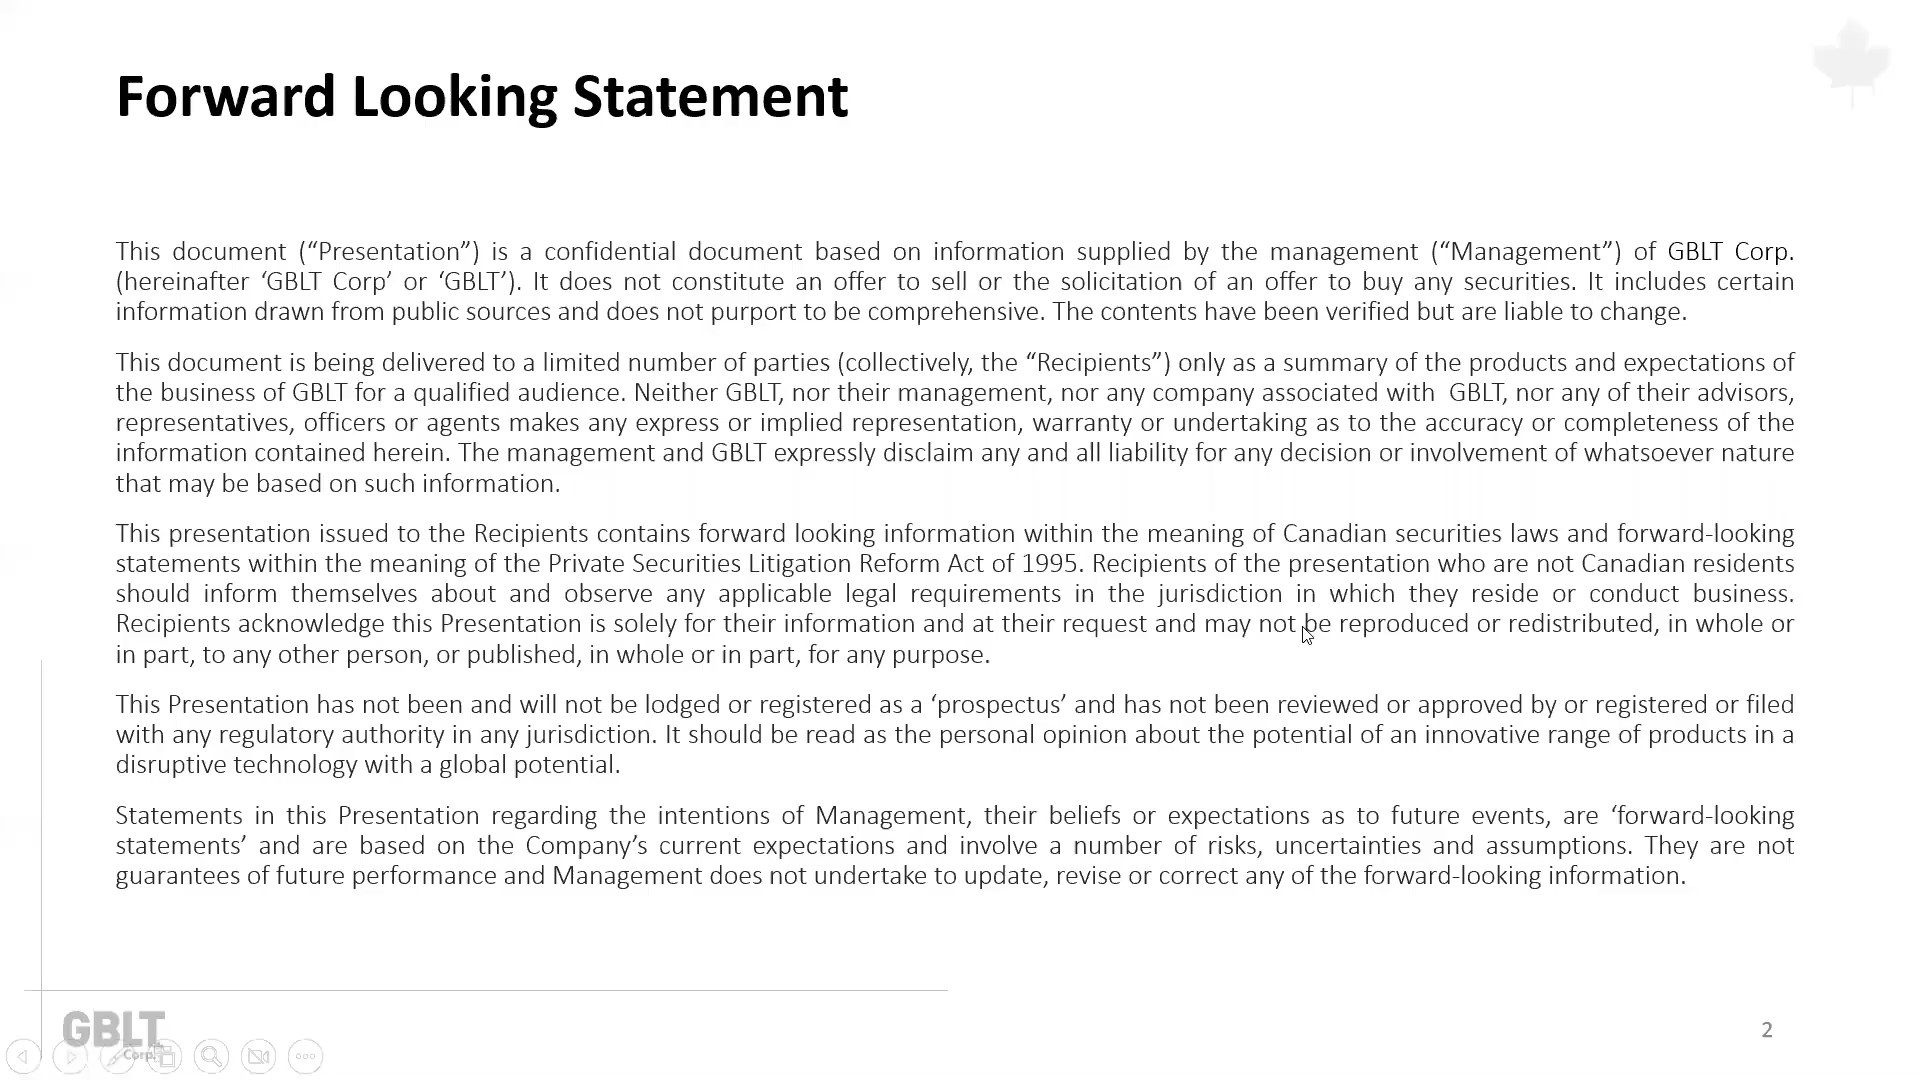 Forward Looking Statement
This document (“Presentation”) is a confidential document based on information supplied by the management (“Management”) of GBLT Corp.
(hereinafter ‘GBLT Corp’ or ‘GBLT’). It does not constitute an offer to sell or the solicitation of an offer to buy any securities. It includes certain
information drawn from public sources and does not purport to be comprehensive. The contents have been verified but are liable to change.
This document is being delivered to a limited number of parties (collectively, the “Recipients”) only as a summary of the products and expectations of
the business of GBLT for a qualified audience. Neither GBLT, nor their management, nor any company associated with  GBLT, nor any of their advisors,
representatives, officers or agents makes any express or implied representation, warranty or undertaking as to the accuracy or completeness of the
information contained herein. The management and GBLT expressly disclaim any and all liability for any decision or involvement of whatsoever nature
that may be based on such information.
This presentation issued to the Recipients contains forward looking information within the meaning of Canadian securities laws and forward-looking
statements within the meaning of the Private Securities Litigation Reform Act of 1995. Recipients of the presentation who are not Canadian residents
should inform themselves about and observe any applicable legal requirements in the jurisdiction in which they reside or conduct business.
Recipients acknowledge this Presentation is solely for their information and at their request and may not be reproduced or redistributed, in whole or
in part, to any other person, or published, in whole or in part, for any purpose.
This Presentation has not been and will not be lodged or registered as a ‘prospectus’ and has not been reviewed or approved by or registered or filed
with any regulatory authority in any jurisdiction. It should be read as the personal opinion about the potential of an innovative range of products in a
disruptive technology with a global potential.
Statements in this Presentation regarding the intentions of Management, their beliefs or expectations as to future events, are ‘forward-looking
statements’ and are based on the Company’s current expectations and involve a number of risks, uncertainties and assumptions. They are not
guarantees of future performance and Management does not undertake to update, revise or correct any of the forward-looking information.
GBLT
Corp.
2